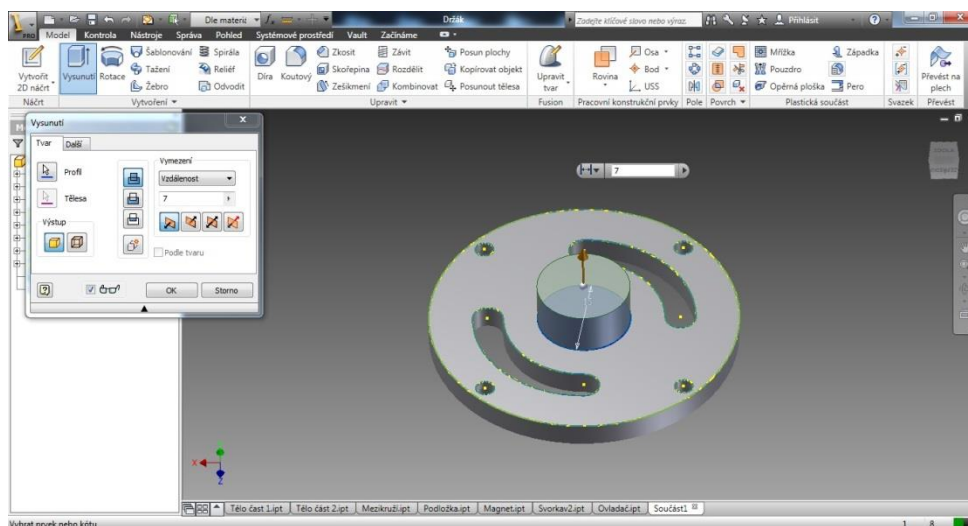 Dle materiá
Držák
Zadejte klíčové slovo nebo výraz.
Přihlásit
PRO
Model Kontrola Nástroje Správa Pohled Systémové prostředí Vault Začínáme
Vytvořit 2D náčrt
Vysunutí
Rotace
Šablonování
Tažení
Žebro
Spirála
Reliéf
Odvodit
Díra
Koutový
Zkosit
Skořepina
Zešikmení
Závit
Rozdělit
Kombinovat
Posun plochy
Kopírovat objekt
Posunout tělesa
Upravit tvar
Rovina
Osa
Bod
USS
Mřížka
Pouzdro
Opěrná ploška
Západka
Pero
Převést na plech
Náčrt
Vytvoření
Upravit
Fusion
Pracovní konstrukční prvky
Pole
Povrch
Plastická součást
Svazek
Převést
Vysunutí
Tvar
Další
Profil
Tělesa
Výstup
Vymezení
Vzdálenost
7
Podle tvaru
OK
Storno
7
X
Z
Tělo čast 1.ipt
Tělo část 2.ipt
Mezikruží.ipt
Podložka.ipt
Magnet.ipt
Svorkav2.ipt
Ovladač.ipt
Součást1
Vybrat prvek nebo kótu
1 8